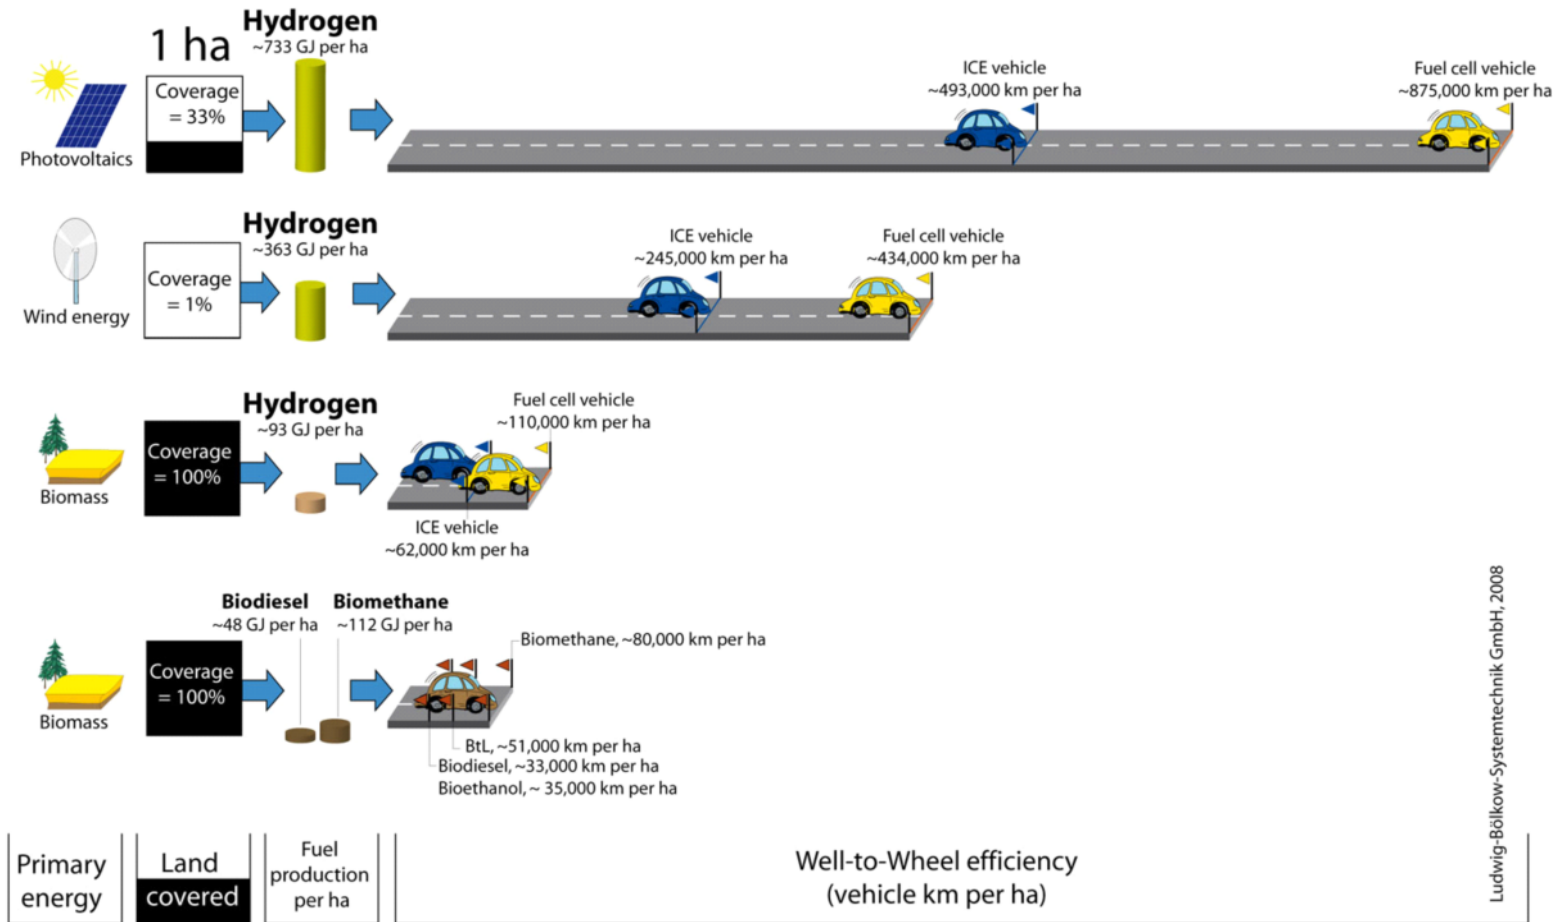 1 ha
Hydrogen
~733 GJ per ha
Coverage
= 33%
Photovoltaics
ICE vehicle
~493,000 km per ha
Fuel cell vehicle
~875,000 km per ha
Hydrogen
~363 GJ per ha
Coverage
= 1%
Wind energy
ICE vehicle
~245,000 km per ha
Fuel cell vehicle
~434,000 km per ha
Hydrogen
~93 GJ per ha
Coverage
= 100%
Biomass
Fuel cell vehicle
~110,000 km per ha
ICE vehicle
~62,000 km per ha
Biodiesel
~48 GJ per ha
Biomethane
~112 GJ per ha
Coverage
= 100%
Biomass
Biomethane, ~80,000 km per ha
BtL, ~51,000 km per ha
Biodiesel, ~33,000 km per ha
Bioethanol, ~ 35,000 km per ha
Ludwig-Bölkow-Systemtechnik GmbH, 2008
Primary
energy
Land
covered
Fuel
production
per ha
Well-to-Wheel efficiency
(vehicle km per ha)